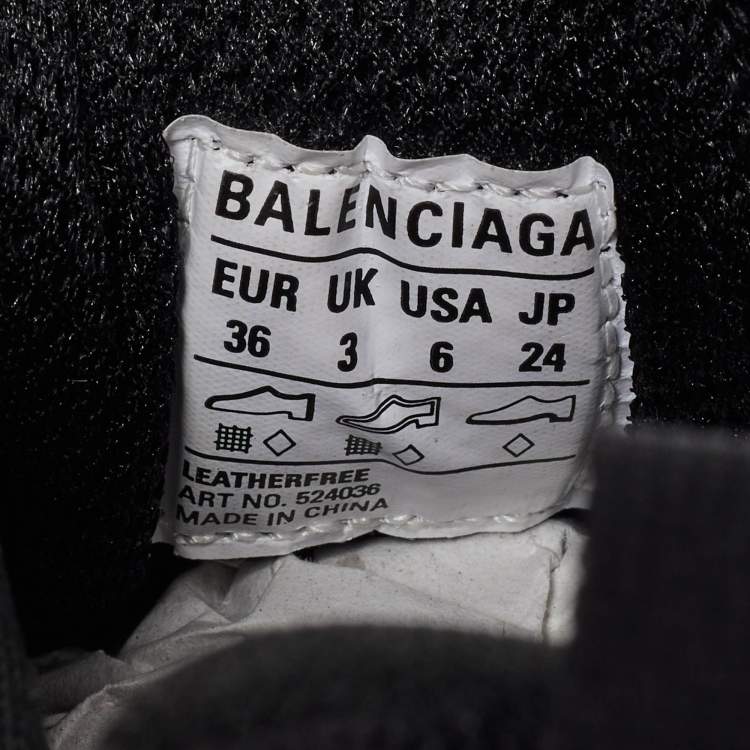 BALENCIAGA
EUR UK USA JP
36 3 6 24
LEATHERFREE
ART NO. 524036
MADE IN CHINA